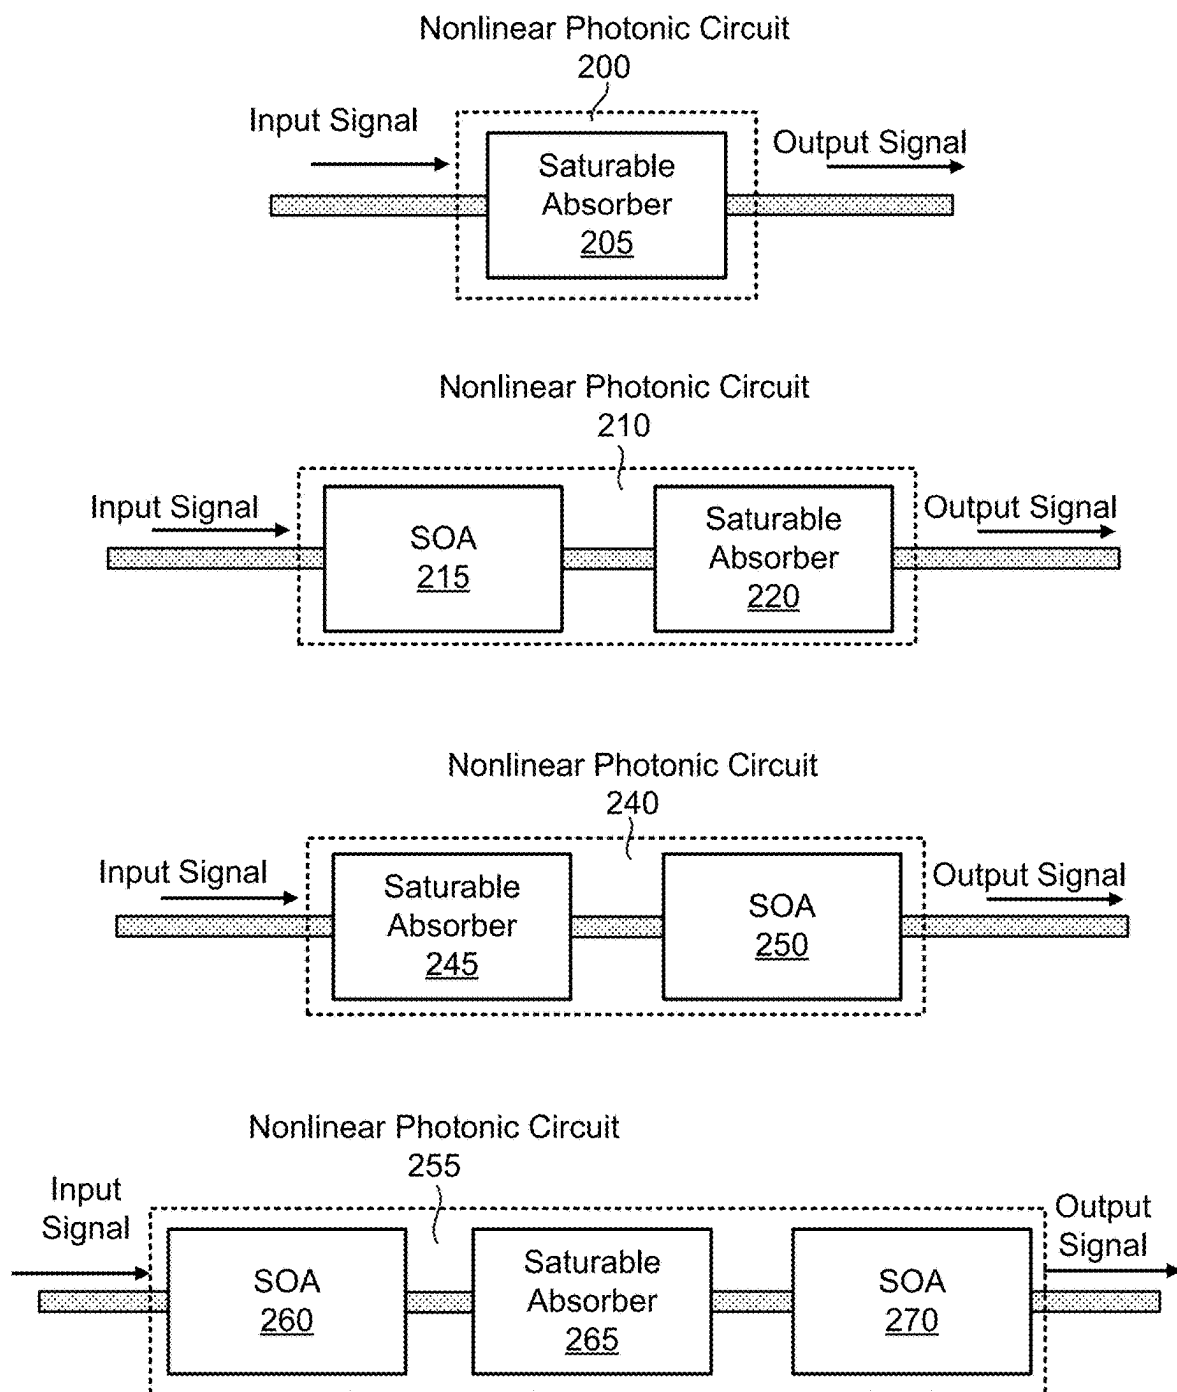 Nonlinear Photonic Circuit
200
Input Signal
Output Signal
Saturable
Absorber
205
Nonlinear Photonic Circuit
210
Input Signal
Output Signal
SOA
215
Saturable
Absorber
220
Nonlinear Photonic Circuit
240
Input Signal
Output Signal
Saturable
Absorber
245
SOA
250
Nonlinear Photonic Circuit
255
Input
Signal
Output
Signal
SOA
260
Saturable
Absorber
265
SOA
270